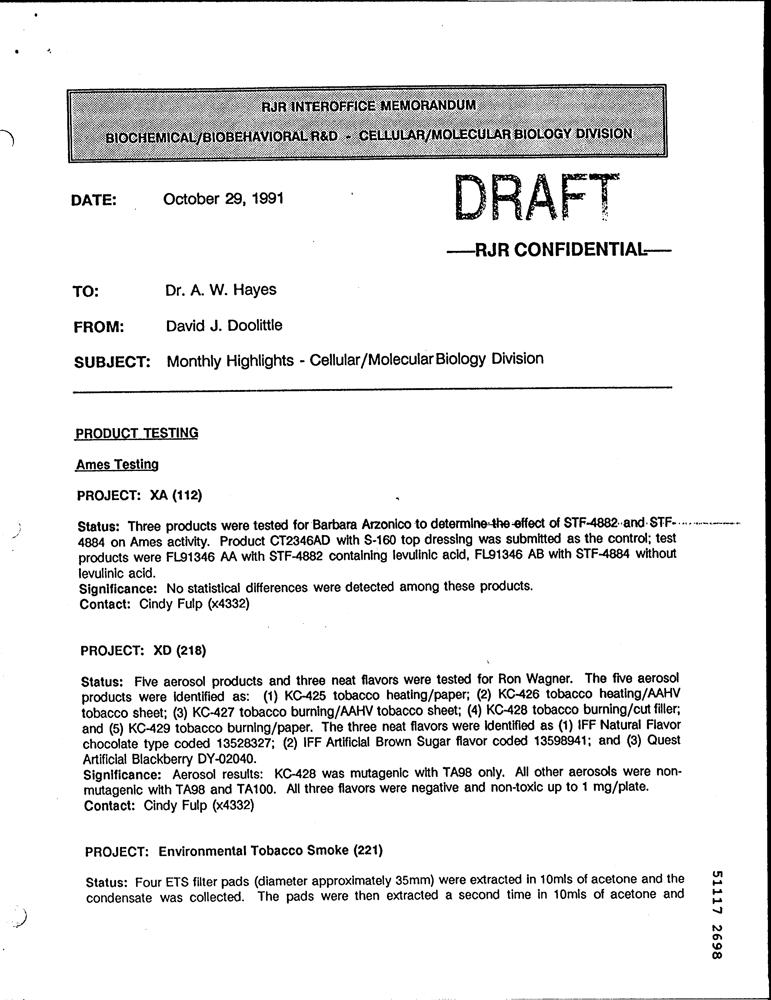 RJR INTEROFFICE MEMORANDUM
BIOCHEMICAL/BIOBEHAVIORAL R&D - CELLULAR/MOLECULAR BIOLOGY DIVISION
DATE: October 29, 1991
DRAFT
—RJR CONFIDENTIAL—
TO: Dr. A. W. Hayes
FROM: David J. Doolittle
SUBJECT: Monthly Highlights - Cellular/Molecular Biology Division
PRODUCT TESTING
Ames Testing
PROJECT: XA (112)
Status: Three products were tested for Barbara Arzonico to determine the effect of STF-4882 and STF-
4884 on Ames activity. Product CT2346AD with S-160 top dressing was submitted as the control; test
products were FL91346 AA with STF-4882 containing levulinic acid, FL91346 AB with STF-4884 without
levulinic acid.
Significance: No statistical differences were detected among these products.
Contact: Cindy Fulp (x4332)
PROJECT: XD (218)
Status: Five aerosol products and three neat flavors were tested for Ron Wagner. The five aerosol
products were identified as: (1) KC-425 tobacco heating/paper; (2) KC-426 tobacco heating/AAHV
tobacco sheet; (3) KC-427 tobacco burning/AAHV tobacco sheet; (4) KC-428 tobacco burning/cut filler;
and (5) KC-429 tobacco burning/paper. The three neat flavors were identified as (1) IFF Natural Flavor
chocolate type coded 13528327; (2) IFF Artificial Brown Sugar flavor coded 13598941; and (3) Quest
Artificial Blackberry DY-02040.
Significance: Aerosol results: KC-428 was mutagenic with TA98 only. All other aerosols were non-
mutagenic with TA98 and TA100. All three flavors were negative and non-toxic up to 1 mg/plate.
Contact: Cindy Fulp (x4332)
PROJECT: Environmental Tobacco Smoke (221)
Status: Four ETS filter pads (diameter approximately 35mm) were extracted in 10mls of acetone and the
condensate was collected. The pads were then extracted a second time in 10mls of acetone and
51117 2698